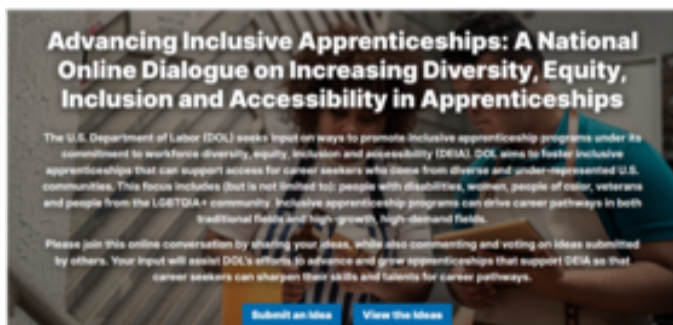 Advancing Inclusive Apprenticeships: A National
Online Dialogue on Increasing Diversity, Equity,
Inclusion and Accessibility in Apprenticeships
The U.S. Department of Labor (DOL) seeks input on ways to promote inclusive apprenticeship programs under its
commitment to workforce diversity, equity, inclusion and accessibility (DEIA). DOL aims to foster inclusive
apprenticeships that can support access for career seekers who come from diverse and under-represented U.S.
communities. This focus includes (but is not limited to): people with disabilities, women, people of color, veterans
and people from the LGBTQIA+ community. Inclusive apprenticeship programs can drive career pathways in both
traditional fields and high-growth, high-demand fields.
Please join this online conversation by sharing your ideas, while also commenting and voting on ideas submitted
by others. Your input will assist DOL's efforts to advance and grow apprenticeships that support DEIA so that
career seekers can sharpen their skills and talents for career pathways.
Submit an Idea
View the Ideas